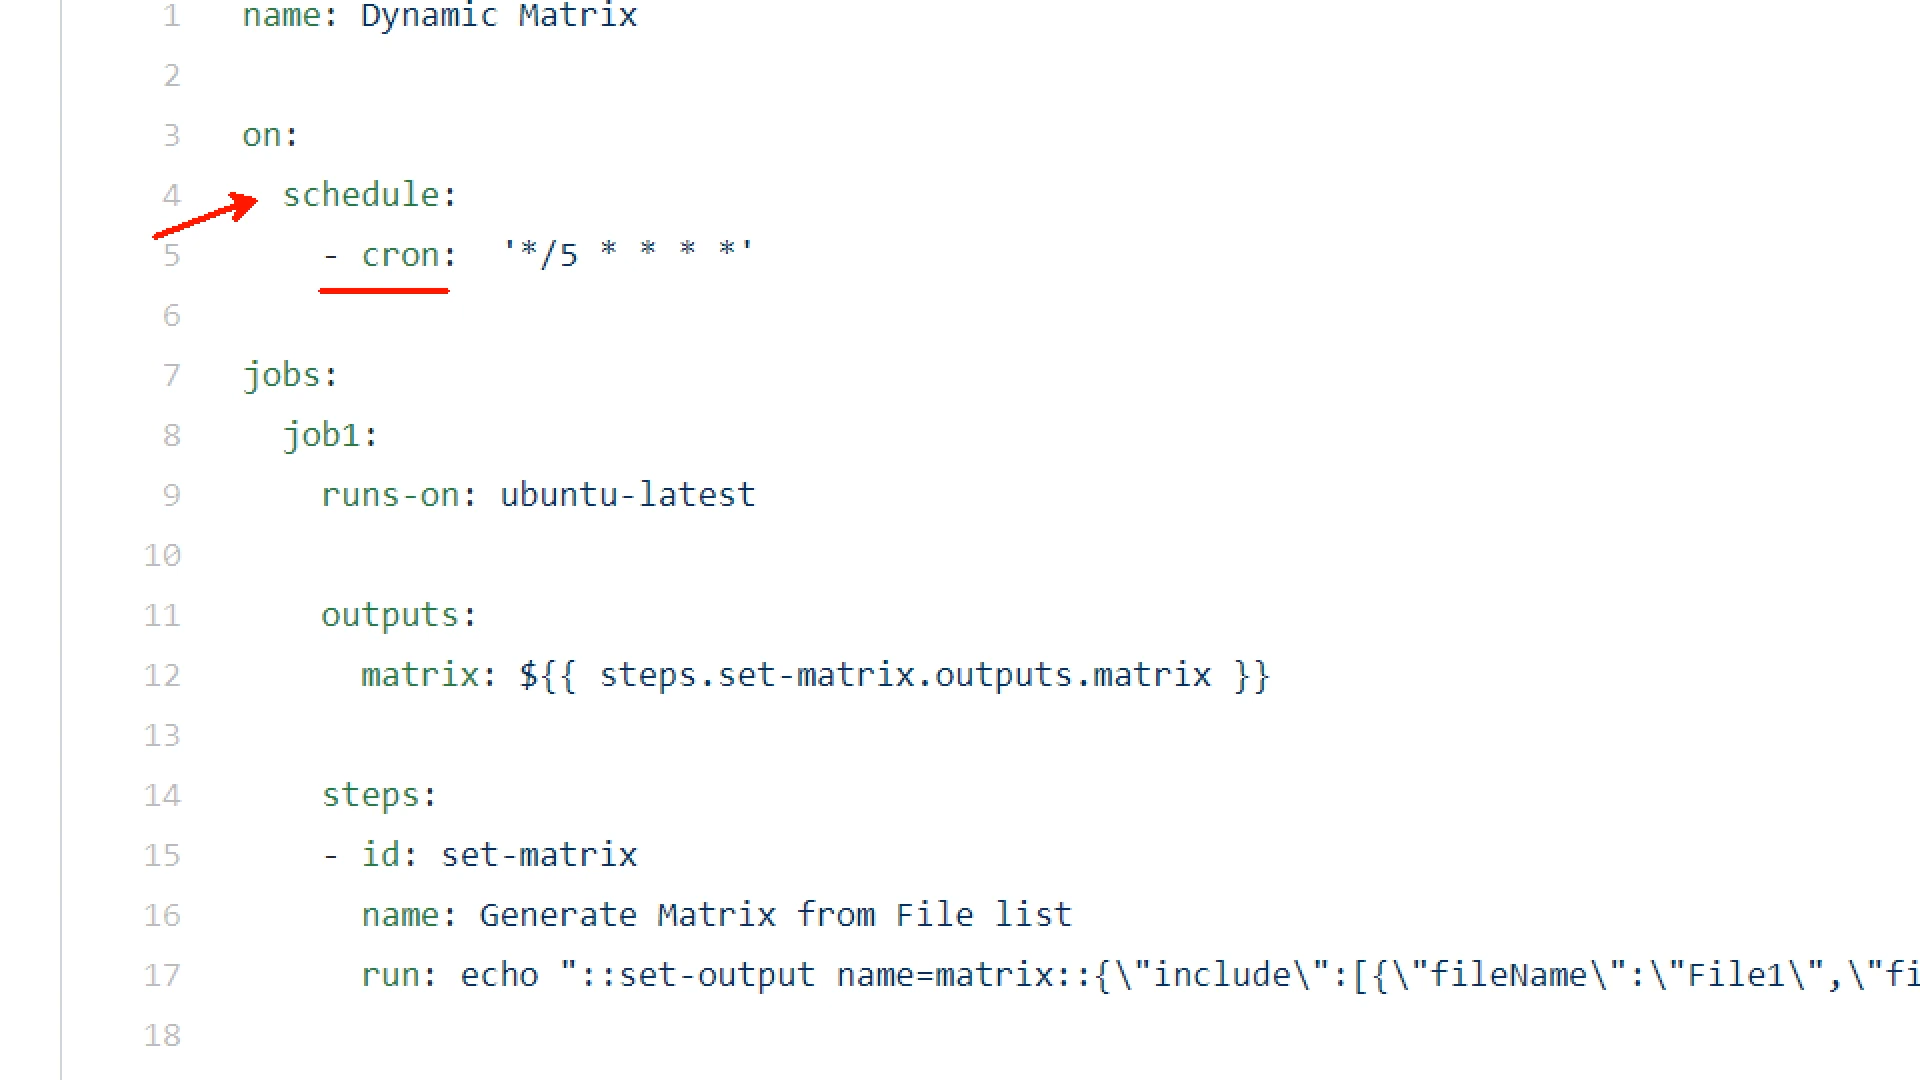 1 name: Dynamic Matrix
2
3 on:
4   schedule:
5     - cron:  '*/5 * * * *'
6
7 jobs:
8   job1:
9     runs-on: ubuntu-latest
10
11     outputs:
12       matrix: ${{ steps.set-matrix.outputs.matrix }}
13
14     steps:
15     - id: set-matrix
16       name: Generate Matrix from File list
17       run: echo "::set-output name=matrix::{\"include\":[{\"fileName\":\"File1\",\"fi
18